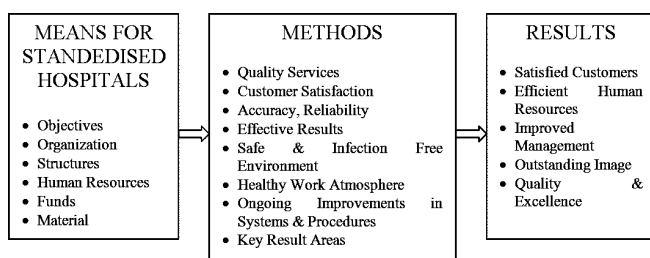 MEANS FOR
STANDEDISED
HOSPITALS
• Objectives
• Organization
• Structures
• Human Resources
• Funds
• Material
METHODS
• Quality Services
• Customer Satisfaction
• Accuracy, Reliability
• Effective Results
• Safe & Infection Free
Environment
• Healthy Work Atmosphere
• Ongoing Improvements in
Systems & Procedures
• Key Result Areas
RESULTS
• Satisfied Customers
• Efficient Human
Resources
• Improved
Management
• Outstanding Image
• Quality &
Excellence